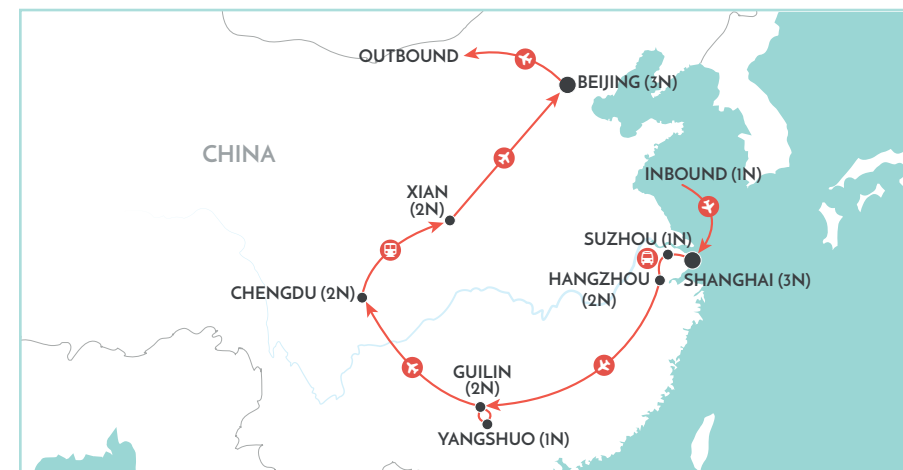 OUTBOUND
BEIJING (3N)
CHINA
INBOUND (1N)
XIAN
(2N)
SUZHOU (1N)
HANGZHOU
(2N)
SHANGHAI (3N)
CHENGDU (2N)
GUILIN
(2N)
YANGSHUO (1N)